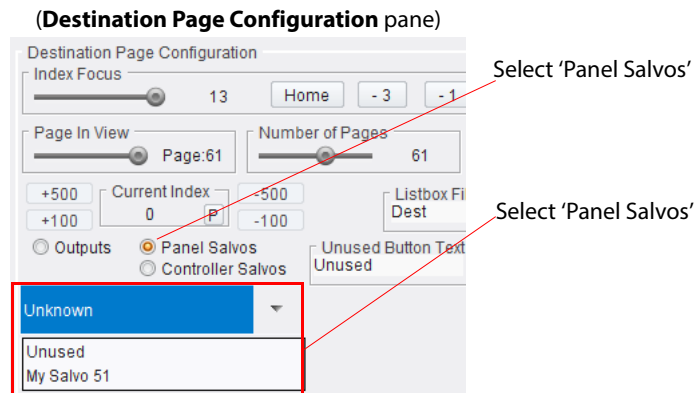 (Destination Page Configuration pane)
Destination Page Configuration
Index Focus
13 Home - 3 - 1
Select 'Panel Salvos'
Page In View Number of Pages
Page:61 61
+500 Current Index -500 Listbox Fi
+100 0 P -100 Dest
Select 'Panel Salvos'
Outputs Panel Salvos Unused Button Text
Controller Salvos Unused
Unknown
Unused
My Salvo 51